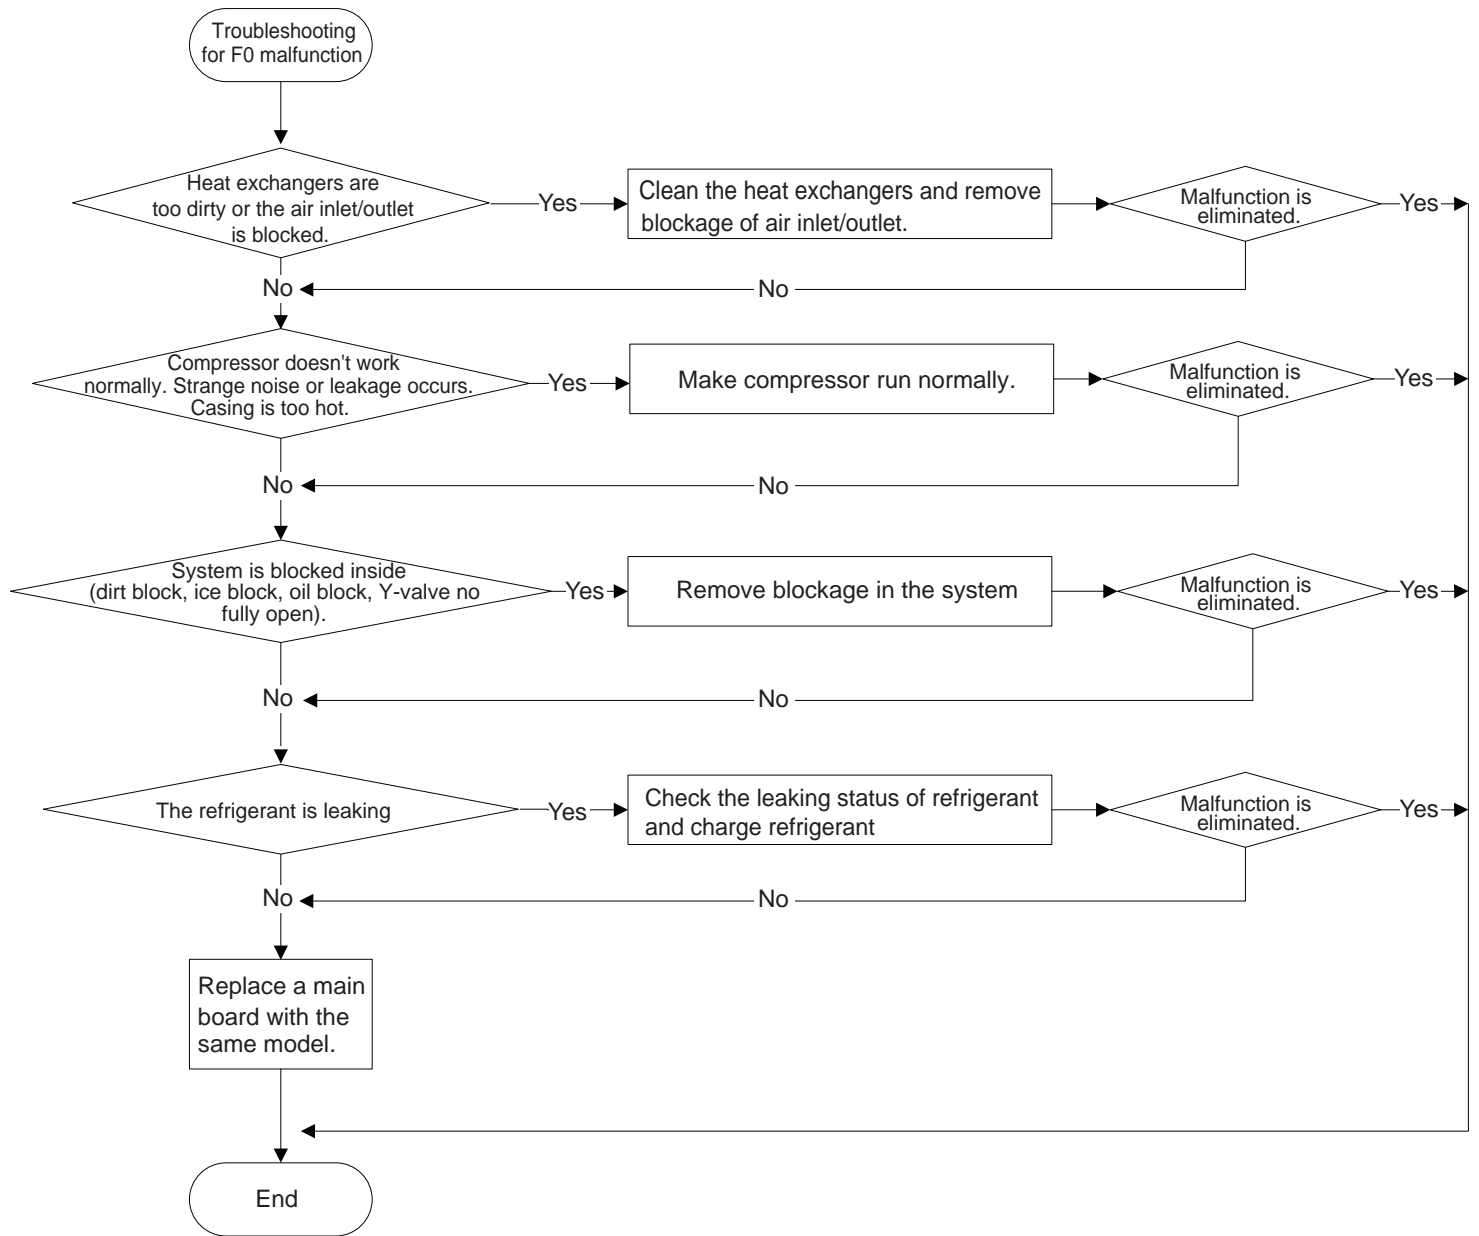 Troubleshooting
for F0 malfunction
Heat exchangers are
too dirty or the air inlet/outlet
is blocked.
Yes
Clean the heat exchangers and remove
blockage of air inlet/outlet.
Malfunction is
eliminated.
Yes
No
No
Compressor doesn't work
normally. Strange noise or leakage occurs.
Casing is too hot.
Yes
Make compressor run normally.
Malfunction is
eliminated.
Yes
No
No
System is blocked inside
(dirt block, ice block, oil block, Y-valve no
fully open).
Yes
Remove blockage in the system
Malfunction is
eliminated.
Yes
No
No
The refrigerant is leaking
Yes
Check the leaking status of refrigerant
and charge refrigerant
Malfunction is
eliminated.
Yes
No
No
Replace a main
board with the
same model.
End